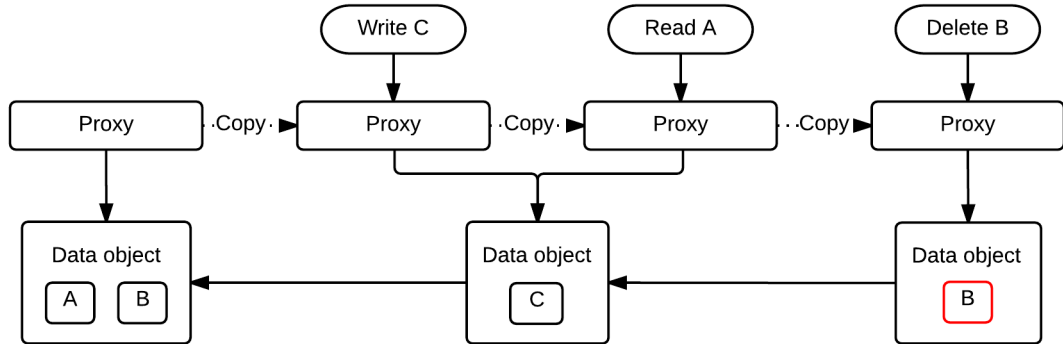 Write C
Read A
Delete B
Proxy
Copy
Proxy
Copy
Proxy
Copy
Proxy
Data object
A
B
Data object
C
Data object
B